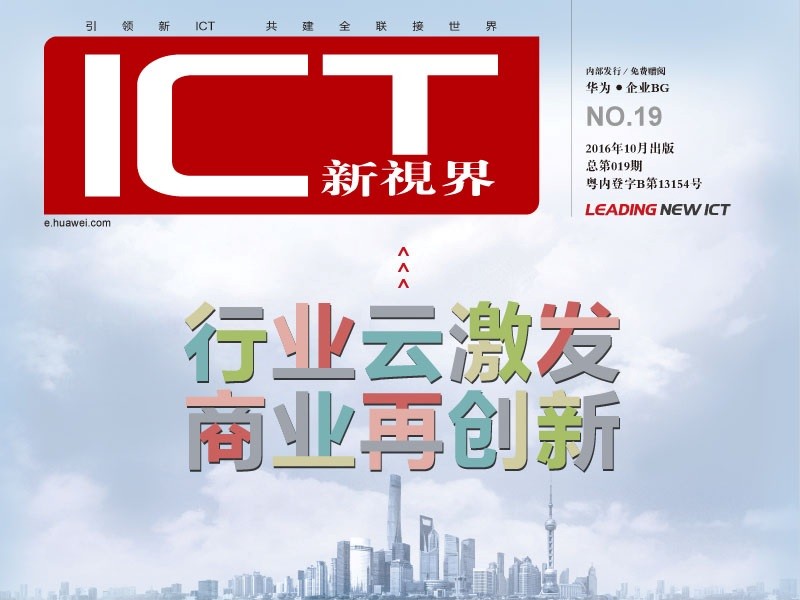 引领新ICT 共建全联接世界
ICT
新視界
e.huawei.com
内部发行 / 免费赠阅
华为●企业BG
NO.19
2016年10月出版
总第019期
粤内登字B第13154号
LEADING NEW ICT
行业云激发
商业再创新